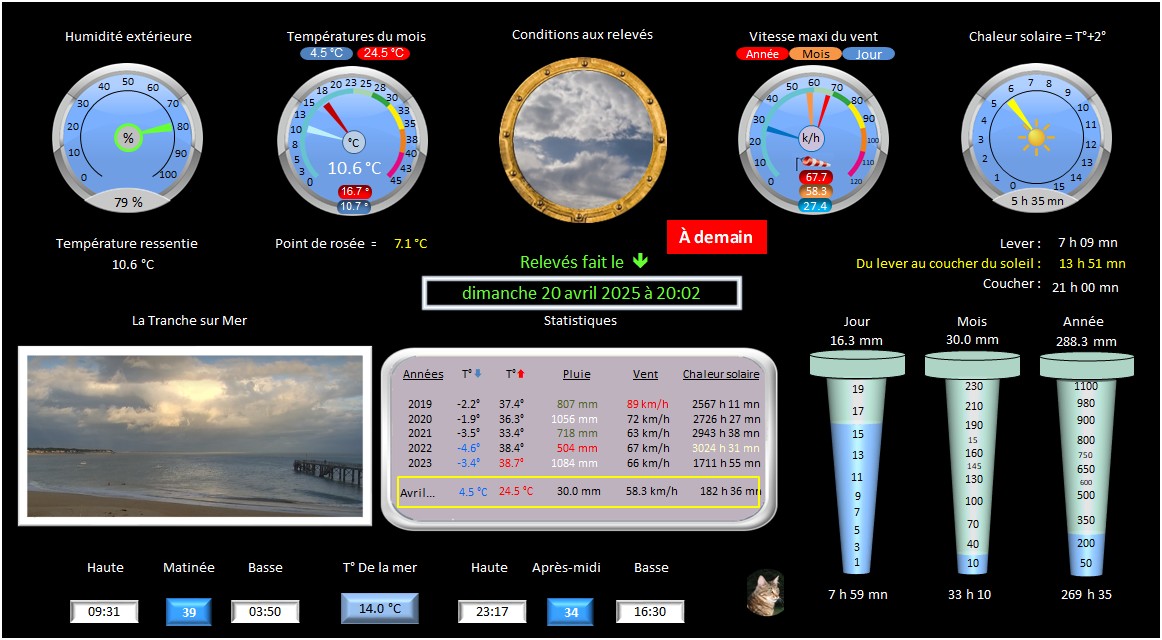 Humidité extérieure
Températures du mois
Conditions aux relevés
Vitesse maxi du vent
Chaleur solaire = T°+2°
4.5 °C 24.5 °C
Année Mois Jour
0 10 20 30 40 50 60 70 80 90 100
%
79 %
0 3 5 8 10 13 15 18 20 23 25 28 30 33 35 38 40 43 45
°C
10.6 °C
16.7 °
10.7 °
0 10 20 30 40 50 60 70 80 90 100 110 120
k/h
67.7
58.3
27.4
0 1 2 3 4 5 6 7 8 9 10 11 12 13 14 15
5 h 35 mn
Température ressentie
10.6 °C
Point de rosée = 7.1 °C
À demain
Relevés fait le
dimanche 20 avril 2025 à 20:02
Lever : 7 h 09 mn
Du lever au coucher du soleil : 13 h 51 mn
Coucher : 21 h 00 mn
La Tranche sur Mer
Statistiques
Années T° T° Pluie Vent Chaleur solaire
2019 -2.2° 37.4° 807 mm 89 km/h 2567 h 11 mn
2020 -1.9° 36.3° 1056 mm 72 km/h 2726 h 27 mn
2021 -3.5° 33.4° 718 mm 63 km/h 2943 h 38 mn
2022 -4.6° 38.4° 504 mm 67 km/h 3024 h 31 mn
2023 -3.4° 38.7° 1084 mm 66 km/h 1711 h 55 mn
Avril... 4.5 °C 24.5 °C 30.0 mm 58.3 km/h 182 h 36 mn
Jour
16.3 mm
19
17
15
13
11
9
7
5
3
1
7 h 59 mn
Mois
30.0 mm
230
210
190
15
160
145
130
100
70
40
10
33 h 10
Année
288.3 mm
1100
980
900
800
750
650
600
500
350
200
50
269 h 35
Haute Matinée Basse
09:31 39 03:50
T° De la mer
14.0 °C
Haute Après-midi Basse
23:17 34 16:30